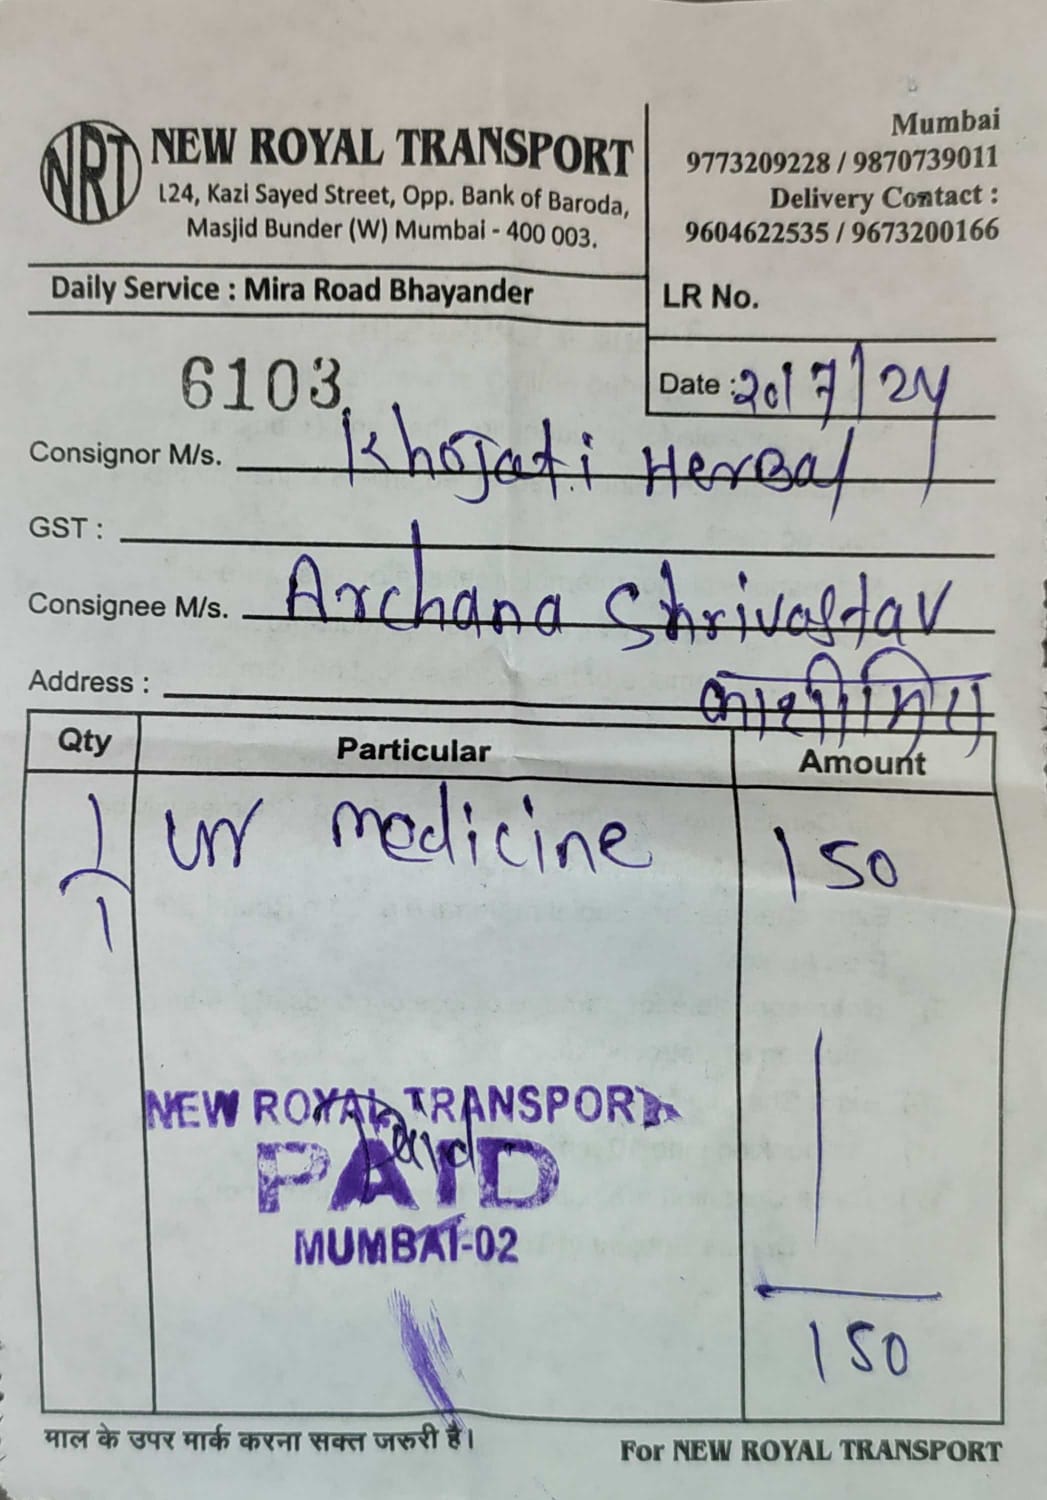 NRT
NEW ROYAL TRANSPORT
124, Kazi Sayed Street, Opp. Bank of Baroda,
Masjid Bunder (W) Mumbai - 400 003.
Mumbai
9773209228 / 9870739011
Delivery Contact :
9604622535 / 9673200166
Daily Service : Mira Road Bhayander
LR No.
6103
Date : 20/7/24
Consignor M/s. Khojati Herbal
GST :
Consignee M/s. Archana Shrivastav
Address :
Qty Particular Amount
1 medicine 150
1
NEW ROYAL TRANSPORT
Paid
PAID
MUMBAI-02
150
माल के उपर मार्क करना सक्त जरुरी है।
For NEW ROYAL TRANSPORT